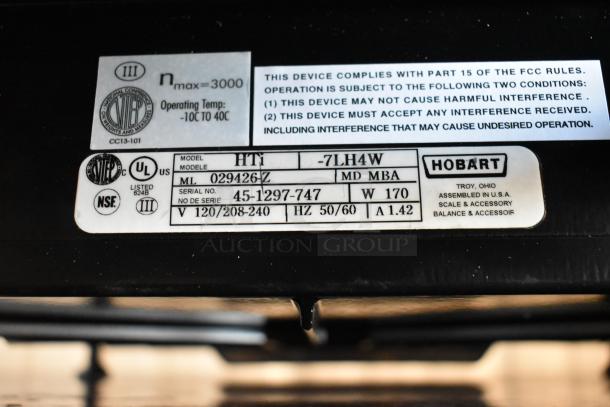 III
nmax=3000
NTEP
Operating Temp:
-10C TO 40C
CC13-101
THIS DEVICE COMPLIES WITH PART 15 OF THE FCC RULES.
OPERATION IS SUBJECT TO THE FOLLOWING TWO CONDITIONS:
(1) THIS DEVICE MAY NOT CAUSE HARMFUL INTERFERENCE .
(2) THIS DEVICE MUST ACCEPT ANY INTERFERENCE RECEIVED.
INCLUDING INTERFERENCE THAT MAY CAUSE UNDESIRED OPERATION.
C UL US
LISTED
NSF
III
MODEL
MODELE
HTi -7LH4W
ML 029426-Z MD MBA
SERIAL NO.
NO DE SERIE
45-1297-747 W 170
V 120/208-240 HZ 50/60 A 1.42
HOBART
TROY, OHIO
ASSEMBLED IN U.S.A.
SCALE & ACCESSORY
BALANCE & ACCESSOIR
AUCTION GROUP